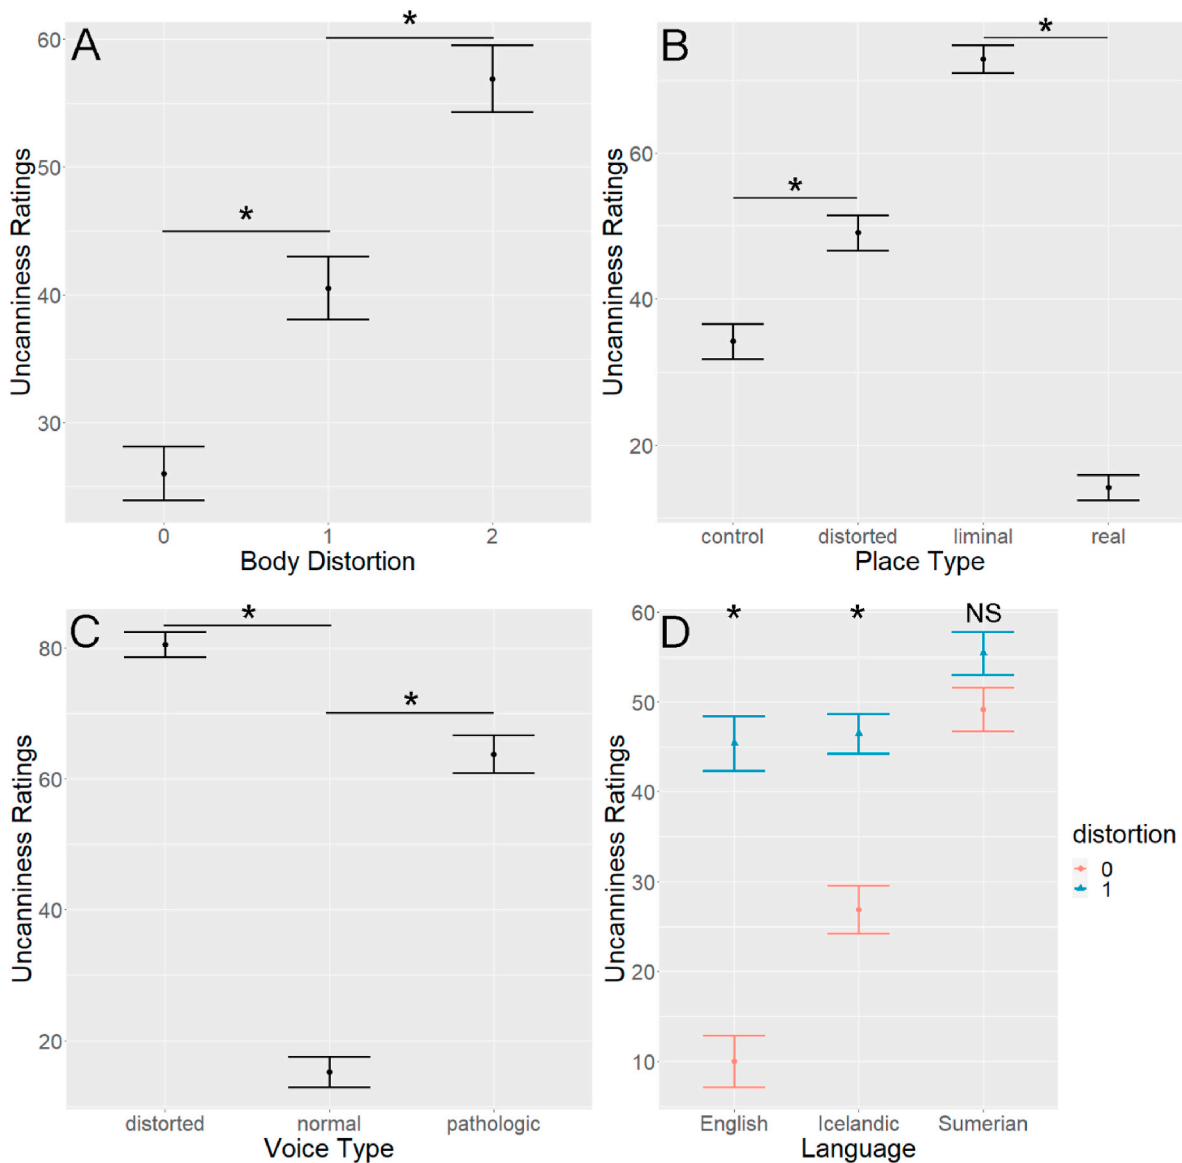 A
*
*
Uncanniness Ratings
60
50
40
30
0 1 2
Body Distortion
B
*
*
Uncanniness Ratings
60
40
20
control distorted liminal real
Place Type
C
*
*
Uncanniness Ratings
80
60
40
20
distorted normal pathologic
Voice Type
D
* * NS
Uncanniness Ratings
60
50
40
30
20
10
English Icelandic Sumerian
Language
distortion
0
1